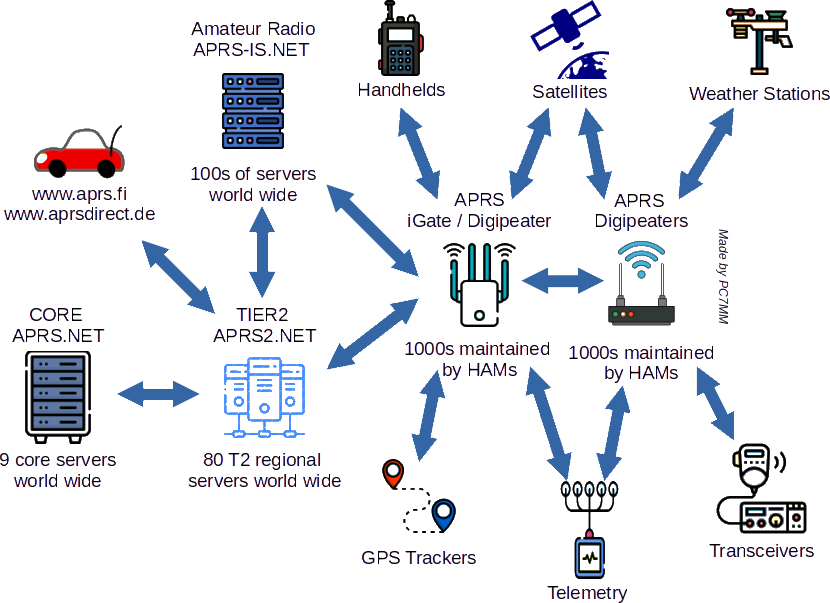 Amateur Radio
APRS-IS.NET
Handhelds
Satellites
Weather Stations
100s of servers
world wide
www.aprs.fi
www.aprsdirect.de
APRS
iGate / Digipeater
APRS
Digipeaters
Made by PC7MM
CORE
APRS.NET
TIER2
APRS2.NET
1000s maintained
by HAMs
1000s maintained
by HAMs
9 core servers
world wide
80 T2 regional
servers world wide
GPS Trackers
Telemetry
Transceivers